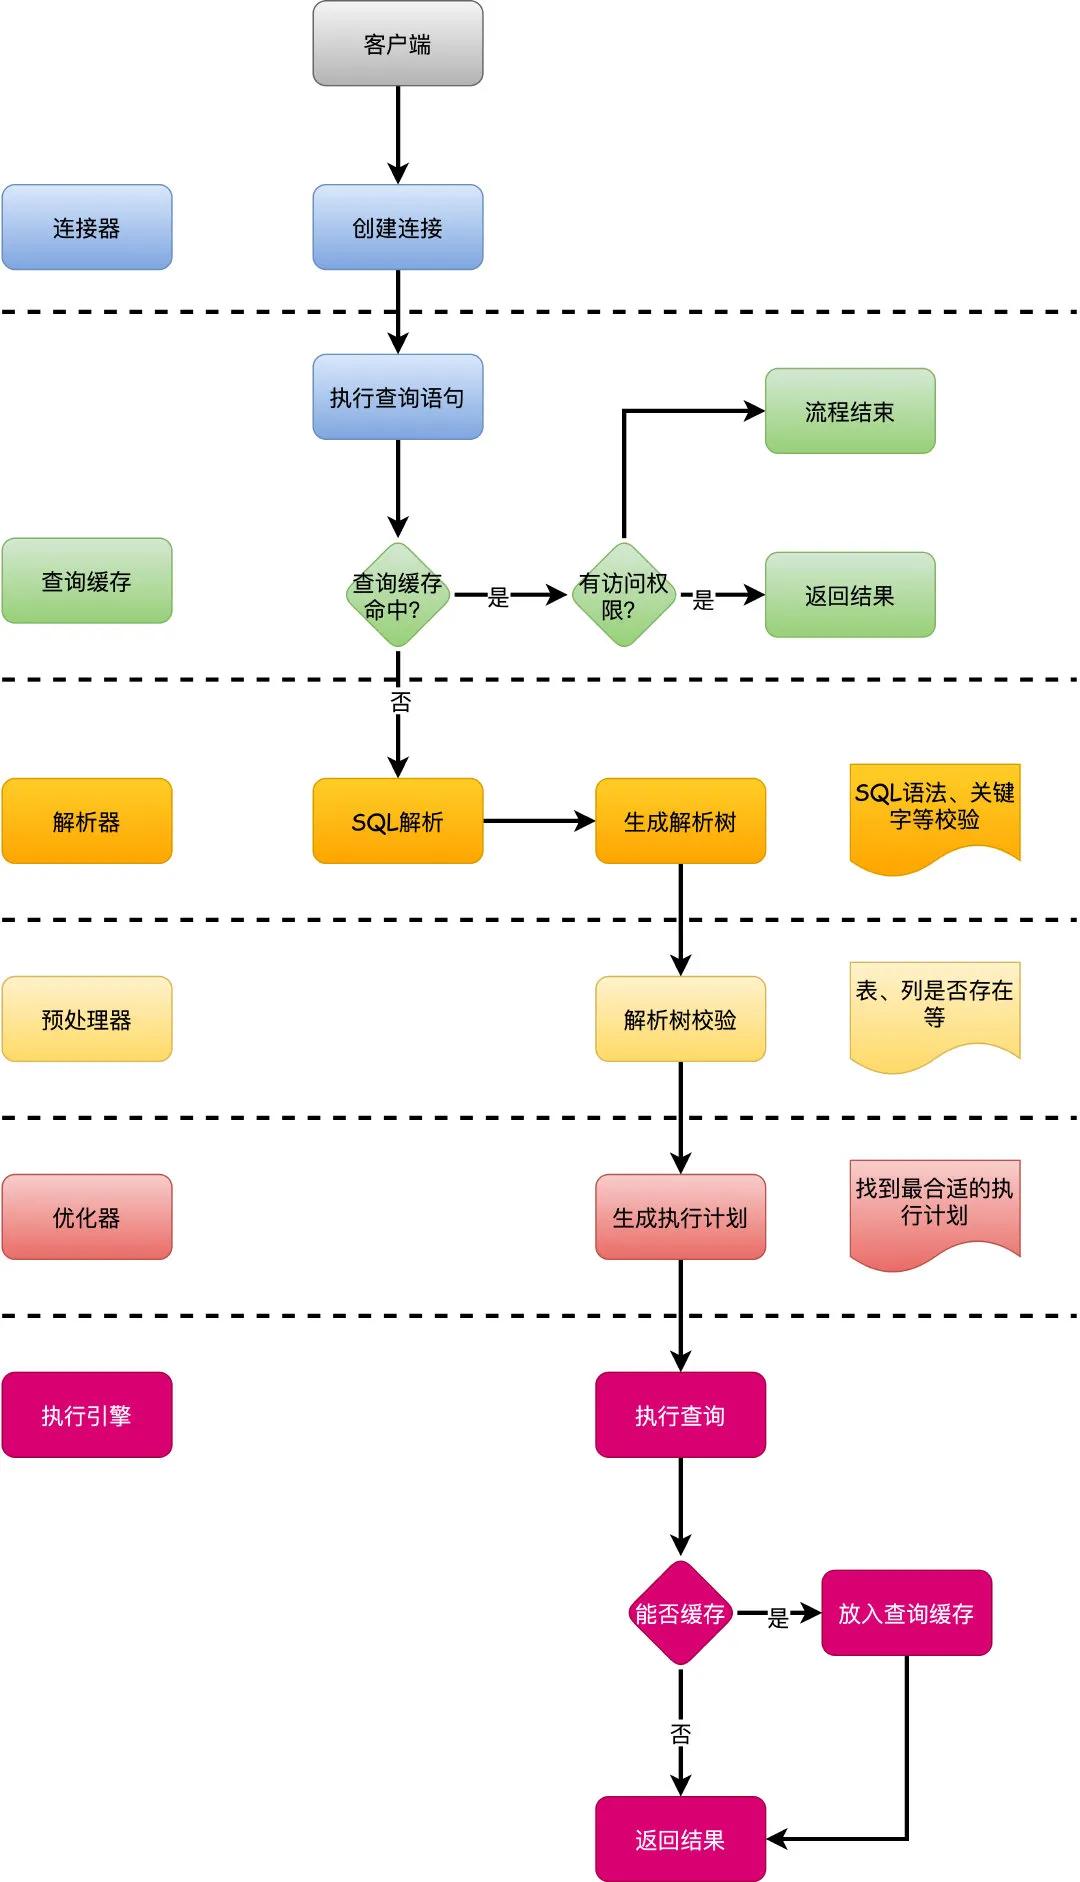 客户端
连接器
创建连接
执行查询语句
流程结束
查询缓存
查询缓存
命中?
是
有访问权
限?
是
返回结果
否
解析器
SQL解析
生成解析树
SQL语法、关键
字等校验
预处理器
解析树校验
表、列是否存在
等
优化器
生成执行计划
找到最合适的执
行计划
执行引擎
执行查询
能否缓存
是
放入查询缓存
否
返回结果